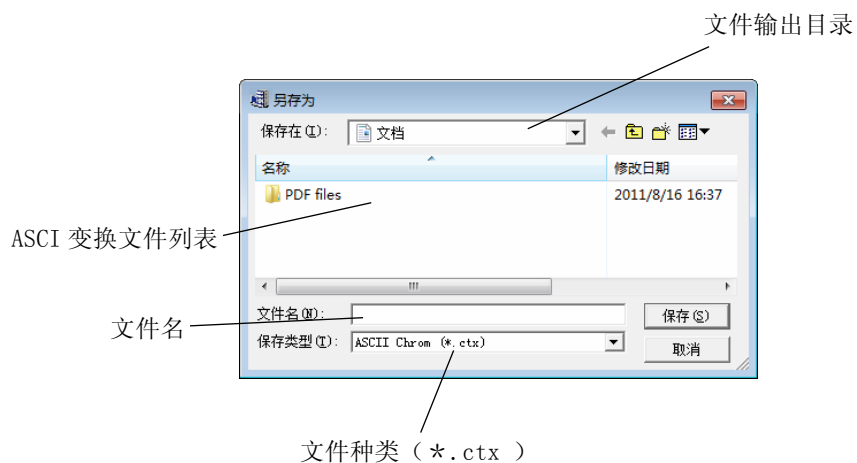 文件输出目录
另存为
保存在(I): 文档
名称 修改日期
PDF files 2011/8/16 16:37
ASCI 变换文件列表
文件名(N): 保存(S)
文件名
保存类型(T): ASCII Chrom (*.ctx) 取消
文件种类（*.ctx ）